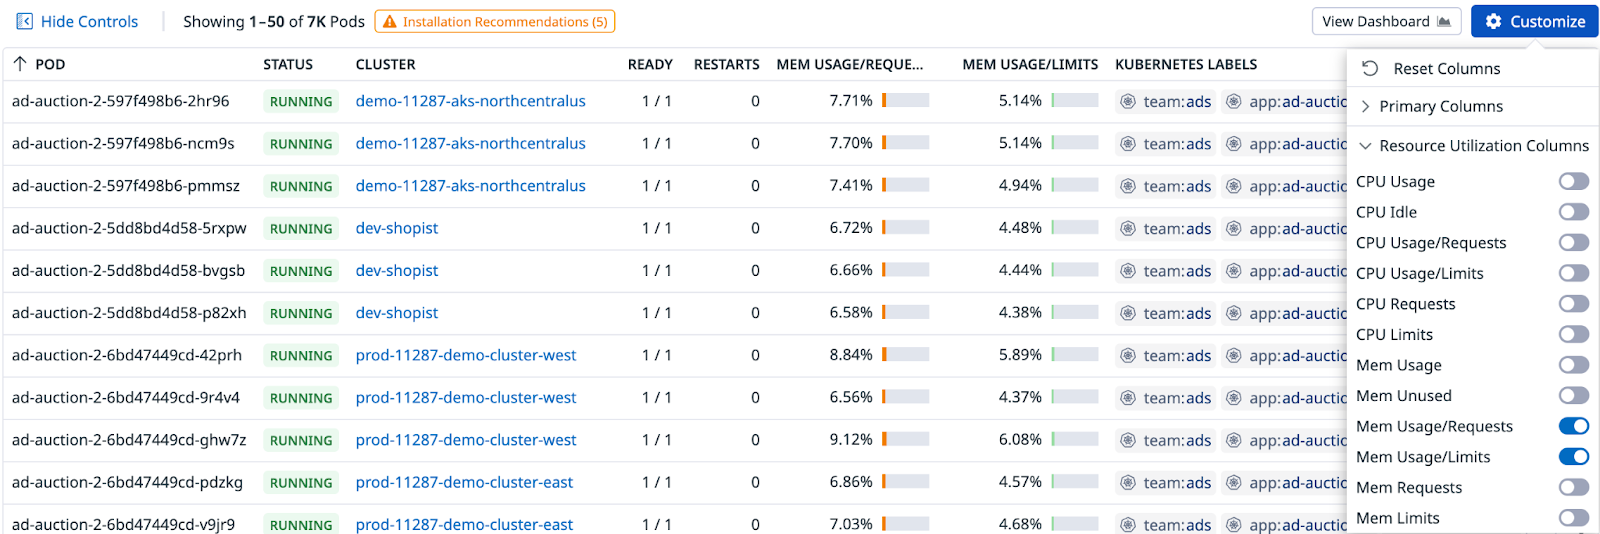 Hide Controls Showing 1–50 of 7K Pods Installation Recommendations (5) View Dashboard Customize
POD STATUS CLUSTER READY RESTARTS MEM USAGE/REQUE... MEM USAGE/LIMITS KUBERNETES LABELS
ad-auction-2-597f498b6-2hr96 RUNNING demo-11287-aks-northcentralus 1 / 1 0 7.71% 5.14% team:ads app:ad-auctic
ad-auction-2-597f498b6-ncm9s RUNNING demo-11287-aks-northcentralus 1 / 1 0 7.70% 5.14% team:ads app:ad-auctic
ad-auction-2-597f498b6-pmmsz RUNNING demo-11287-aks-northcentralus 1 / 1 0 7.41% 4.94% team:ads app:ad-auctic
ad-auction-2-5dd8bd4d58-5rxpw RUNNING dev-shopist 1 / 1 0 6.72% 4.48% team:ads app:ad-auctic
ad-auction-2-5dd8bd4d58-bvgsb RUNNING dev-shopist 1 / 1 0 6.66% 4.44% team:ads app:ad-auctic
ad-auction-2-5dd8bd4d58-p82xh RUNNING dev-shopist 1 / 1 0 6.58% 4.38% team:ads app:ad-auctic
ad-auction-2-6bd47449cd-42prh RUNNING prod-11287-demo-cluster-west 1 / 1 0 8.84% 5.89% team:ads app:ad-auctic
ad-auction-2-6bd47449cd-9r4v4 RUNNING prod-11287-demo-cluster-west 1 / 1 0 6.56% 4.37% team:ads app:ad-auctic
ad-auction-2-6bd47449cd-ghw7z RUNNING prod-11287-demo-cluster-west 1 / 1 0 9.12% 6.08% team:ads app:ad-auctic
ad-auction-2-6bd47449cd-pdzkg RUNNING prod-11287-demo-cluster-east 1 / 1 0 6.86% 4.57% team:ads app:ad-auctic
ad-auction-2-6bd47449cd-v9jr9 RUNNING prod-11287-demo-cluster-east 1 / 1 0 7.03% 4.68% team:ads app:ad-auctic
Reset Columns
Primary Columns
Resource Utilization Columns
CPU Usage
CPU Idle
CPU Usage/Requests
CPU Usage/Limits
CPU Requests
CPU Limits
Mem Usage
Mem Unused
Mem Usage/Requests
Mem Usage/Limits
Mem Requests
Mem Limits